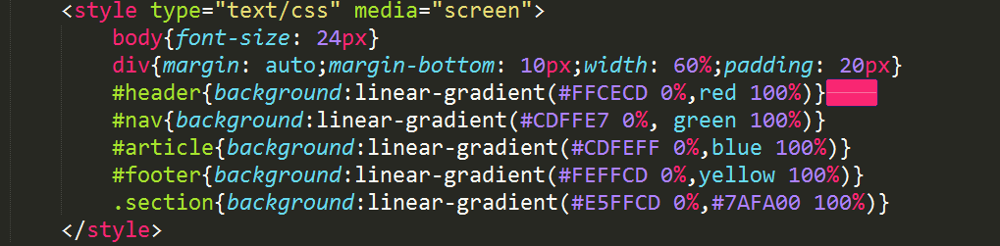 <style type="text/css" media="screen">
body{font-size: 24px}
div{margin: auto;margin-bottom: 10px;width: 60%;padding: 20px}
#header{background:linear-gradient(#FFCECD 0%,red 100%)}
#nav{background:linear-gradient(#CDFFE7 0%, green 100%)}
#article{background:linear-gradient(#CDFEFF 0%,blue 100%)}
#footer{background:linear-gradient(#FEFFCD 0%,yellow 100%)}
.section{background:linear-gradient(#E5FFCD 0%,#7AFA00 100%)}
</style>